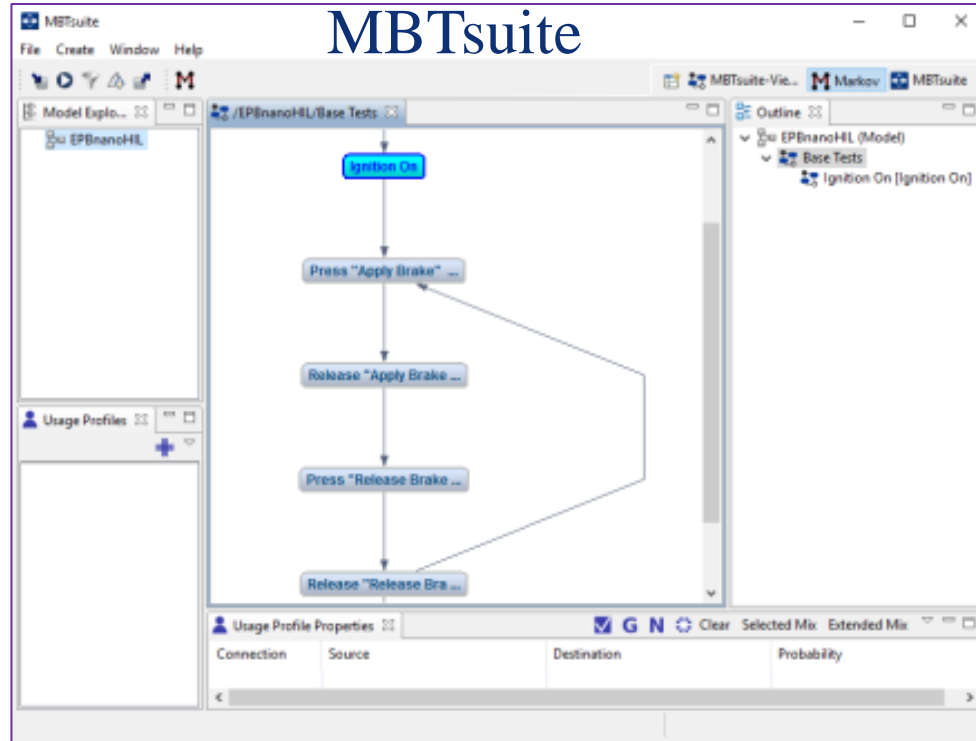 MBTsuite
MBTsuite
File Create Window Help
MBTsuite-Vie... Markov MBTsuite
Model Explo...
EPBnanoHIL
/EPBnanoHIL/Base Tests
Ignition On
Press "Apply Brake" ...
Release "Apply Brake ...
Press "Release Brake ...
Release "Release Bra ...
Outline
EPBnanoHIL (Model)
Base Tests
Ignition On [Ignition On]
Usage Profiles
Usage Profile Properties
G N Clear Selected Mix Extended Mix
Connection Source Destination Probability